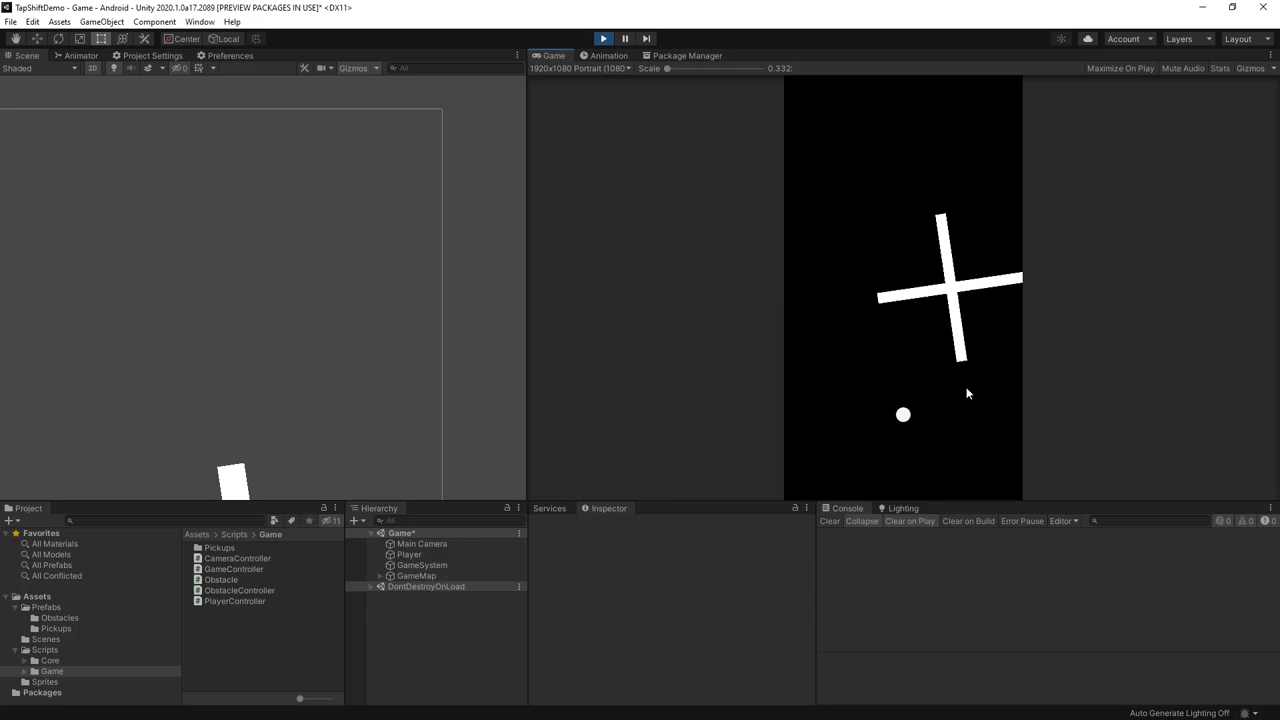 TapShiftDemo - Game - Android - Unity 2020.1.0a17.2089 [PREVIEW PACKAGES IN USE]* <DX11>
File Edit Assets GameObject Component Window Help
Center Local Account Layers Layout
Scene Animator Project Settings Preferences Game Animation Package Manager
Shaded 2D 0 Gizmos All 1920x1080 Portrait (1080 Scale 0.332: Maximize On Play Mute Audio Stats Gizmos
Project Hierarchy Services Inspector Console Lighting
11 All Clear Collapse Clear on Play Clear on Build Error Pause Editor 0 0 0
Favorites
All Materials
All Models
All Prefabs
All Conflicted
Assets
Prefabs
Obstacles
Pickups
Scenes
Scripts
Core
Game
Sprites
Packages
Assets > Scripts > Game
Pickups
CameraController
GameController
Obstacle
ObstacleController
PlayerController
Game*
Main Camera
Player
GameSystem
GameMap
DontDestroyOnLoad
Auto Generate Lighting Off